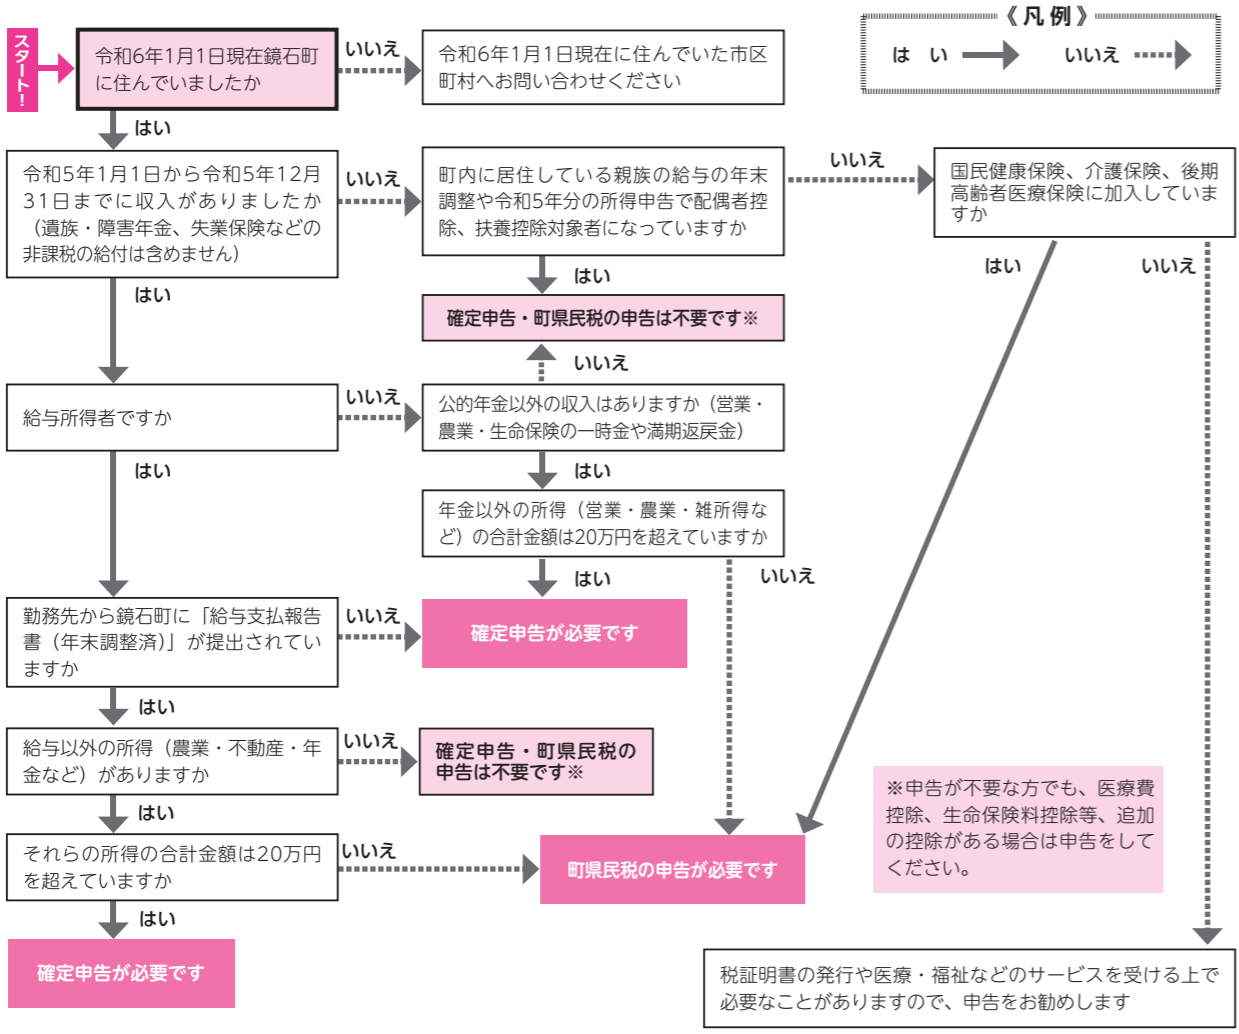 《凡例》
は い
いいえ
スタート！
令和6年1月1日現在鏡石町
に住んでいましたか
いいえ
令和6年1月1日現在に住んでいた市区
町村へお問い合わせください
はい
令和5年1月1日から令和5年12月
31日までに収入がありましたか
（遺族・障害年金、失業保険などの
非課税の給付は含めません）
いいえ
町内に居住している親族の給与の年末
調整や令和5年分の所得申告で配偶者控
除、扶養控除対象者になっていますか
いいえ
国民健康保険、介護保険、後期
高齢者医療保険に加入していま
すか
はい
はい
はい
いいえ
確定申告・町県民税の申告は不要です※
いいえ
給与所得者ですか
いいえ
公的年金以外の収入はありますか（営業・
農業・生命保険の一時金や満期返戻金）
はい
はい
年金以外の所得（営業・農業・雑所得な
ど）の合計金額は20万円を超えていますか
はい
いいえ
勤務先から鏡石町に「給与支払報告
書（年末調整済）」が提出されてい
ますか
いいえ
確定申告が必要です
はい
給与以外の所得（農業・不動産・年
金など）がありますか
いいえ
確定申告・町県民税の
申告は不要です※
はい
それらの所得の合計金額は20万円
を超えていますか
いいえ
町県民税の申告が必要です
※申告が不要な方でも、医療費
控除、生命保険料控除等、追加
の控除がある場合は申告をして
ください。
はい
確定申告が必要です
税証明書の発行や医療・福祉などのサービスを受ける上で
必要なことがありますので、申告をお勧めします